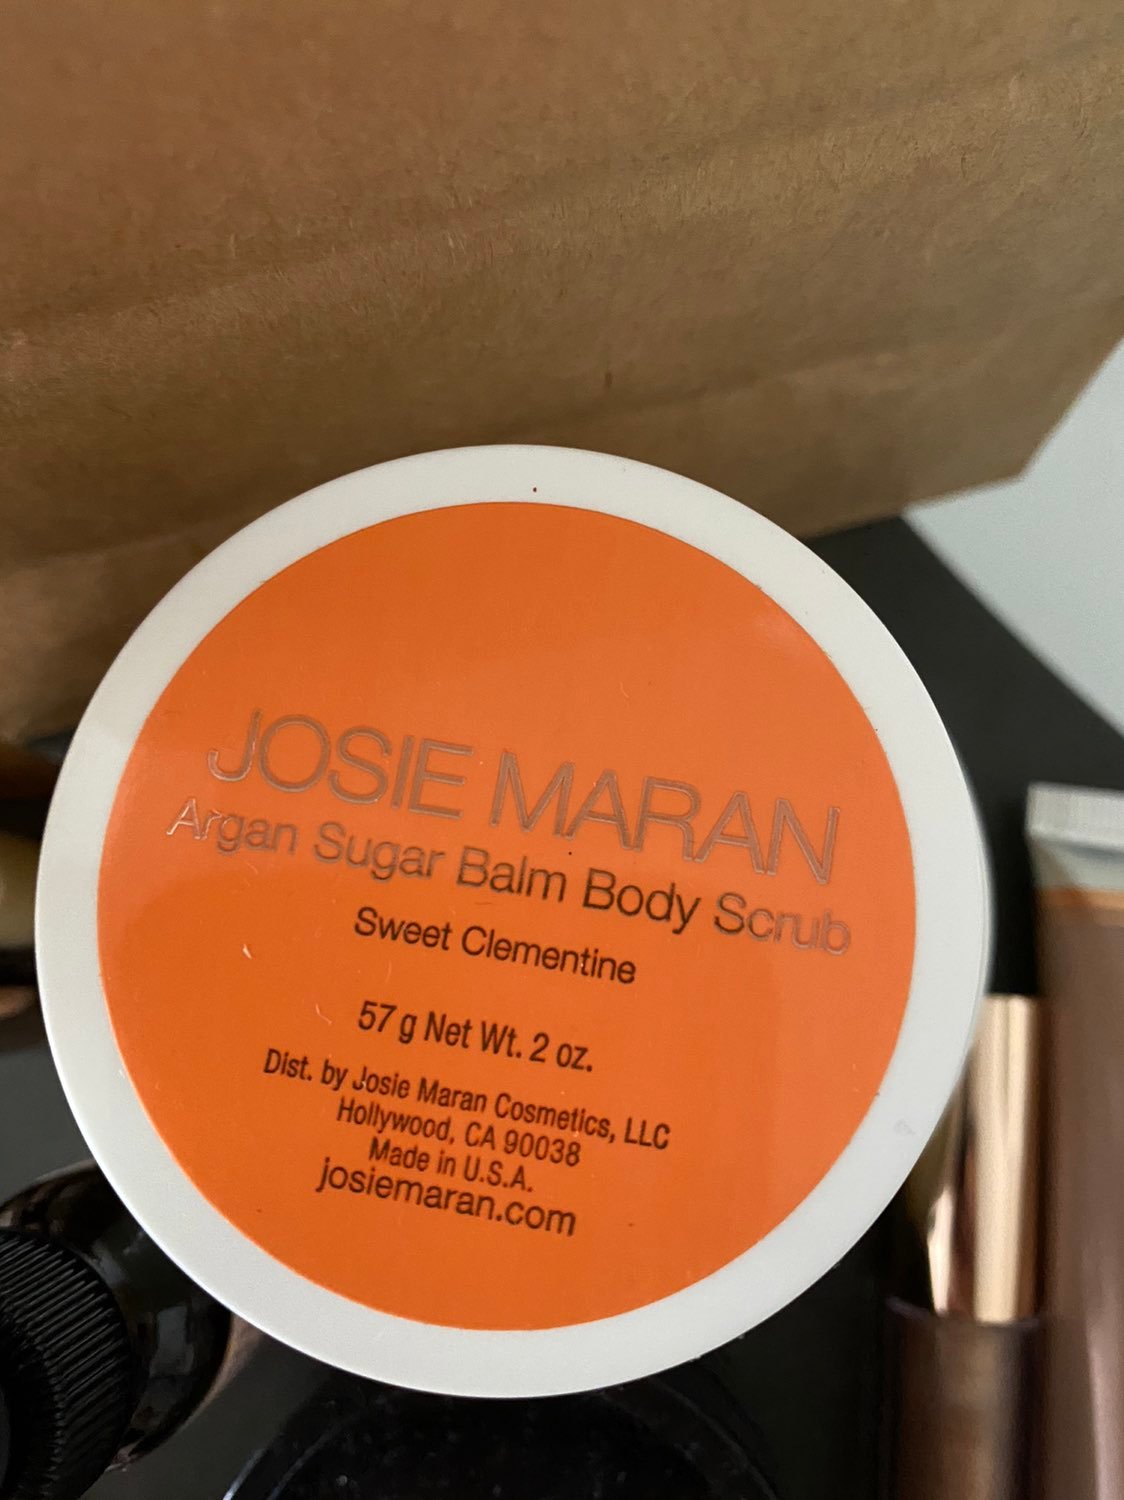 JOSIE MARAN
Argan Sugar Balm Body Scrub
Sweet Clementine
57 g Net Wt. 2 oz.
Dist. by Josie Maran Cosmetics, LLC
Hollywood, CA 90038
Made in U.S.A.
josiemaran.com